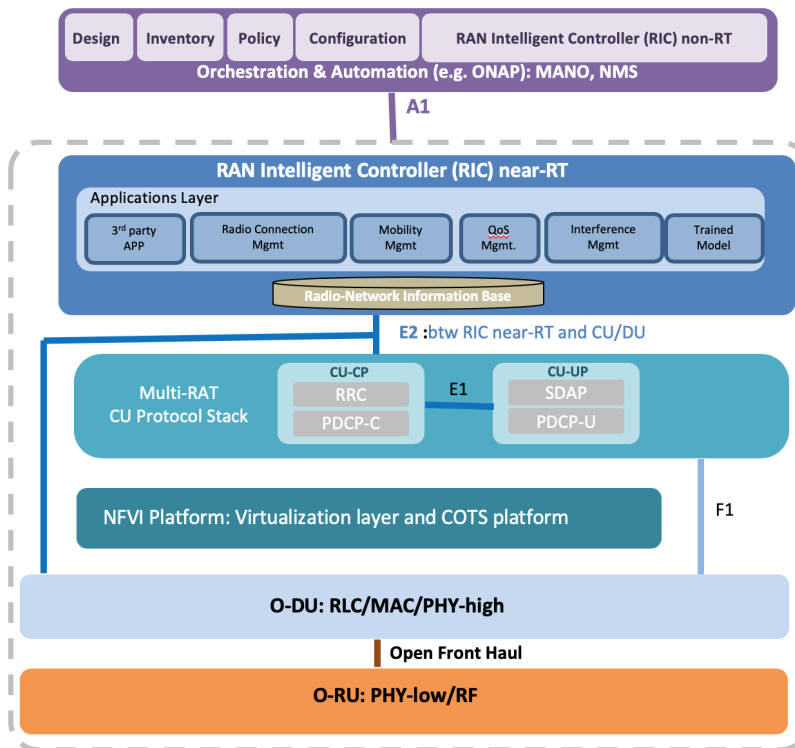 Design
Inventory
Policy
Configuration
RAN Intelligent Controller (RIC) non-RT
Orchestration & Automation (e.g. ONAP): MANO, NMS
A1
RAN Intelligent Controller (RIC) near-RT
Applications Layer
3rd party
APP
Radio Connection
Mgmt
Mobility
Mgmt
QoS
Mgmt.
Interference
Mgmt
Trained
Model
Radio-Network Information Base
E2 :btw RIC near-RT and CU/DU
Multi-RAT
CU Protocol Stack
CU-CP
RRC
PDCP-C
E1
CU-UP
SDAP
PDCP-U
NFVI Platform: Virtualization layer and COTS platform
F1
O-DU: RLC/MAC/PHY-high
Open Front Haul
O-RU: PHY-low/RF